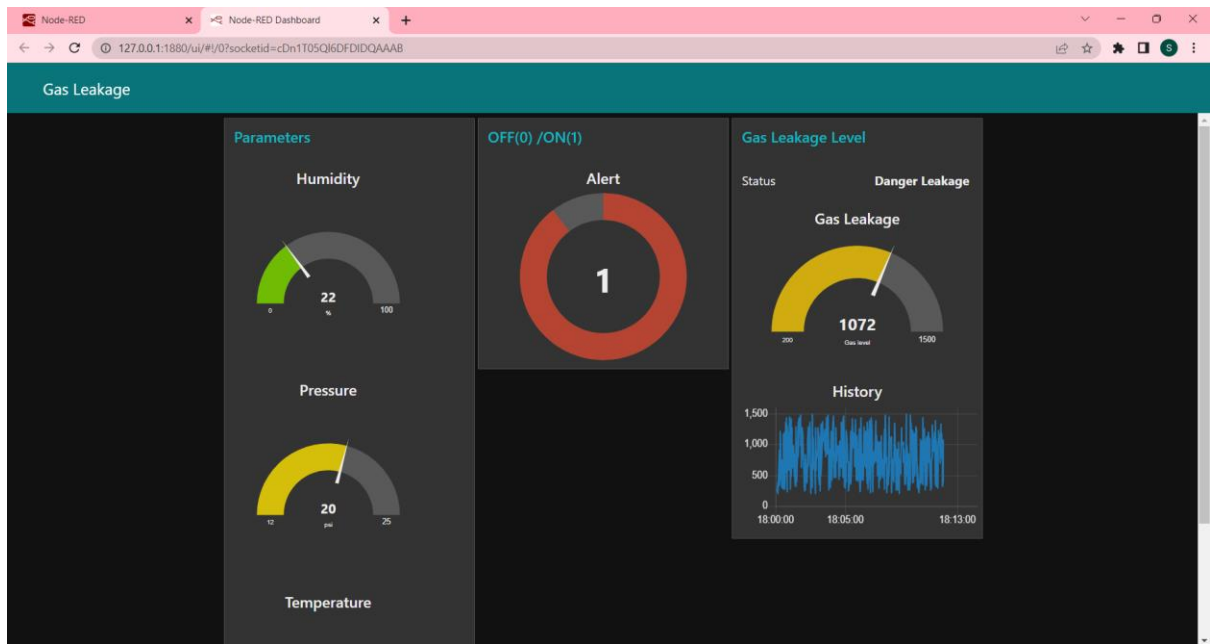 Node-RED
Node-RED Dashboard
127.0.0.1:1880/ui/#!/0?socketid=cDn1T05QI6DFDIDQAAAB
S
Gas Leakage
Parameters
Humidity
22
%
0
100
Pressure
20
psi
12
25
Temperature
OFF(0) /ON(1)
Alert
1
Gas Leakage Level
Status Danger Leakage
Gas Leakage
1072
Gas level
200
1500
History
1,500
1,000
500
0
18:00:00 18:05:00 18:13:00